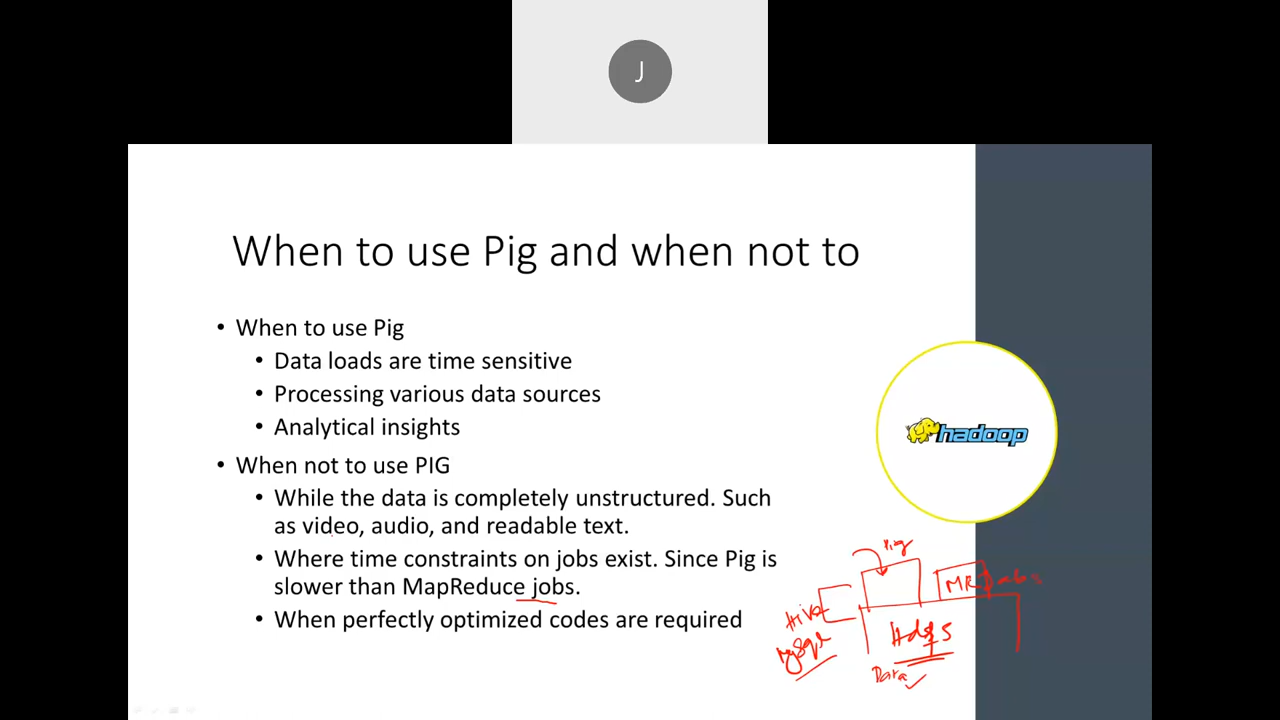 J
When to use Pig and when not to
• When to use Pig
• Data loads are time sensitive
• Processing various data sources
• Analytical insights
• When not to use PIG
• While the data is completely unstructured. Such
as video, audio, and readable text.
• Where time constraints on jobs exist. Since Pig is
slower than MapReduce jobs.
• When perfectly optimized codes are required
hadoop
Pig
MR Jobs
Hive
MySql
Hdfs
Data